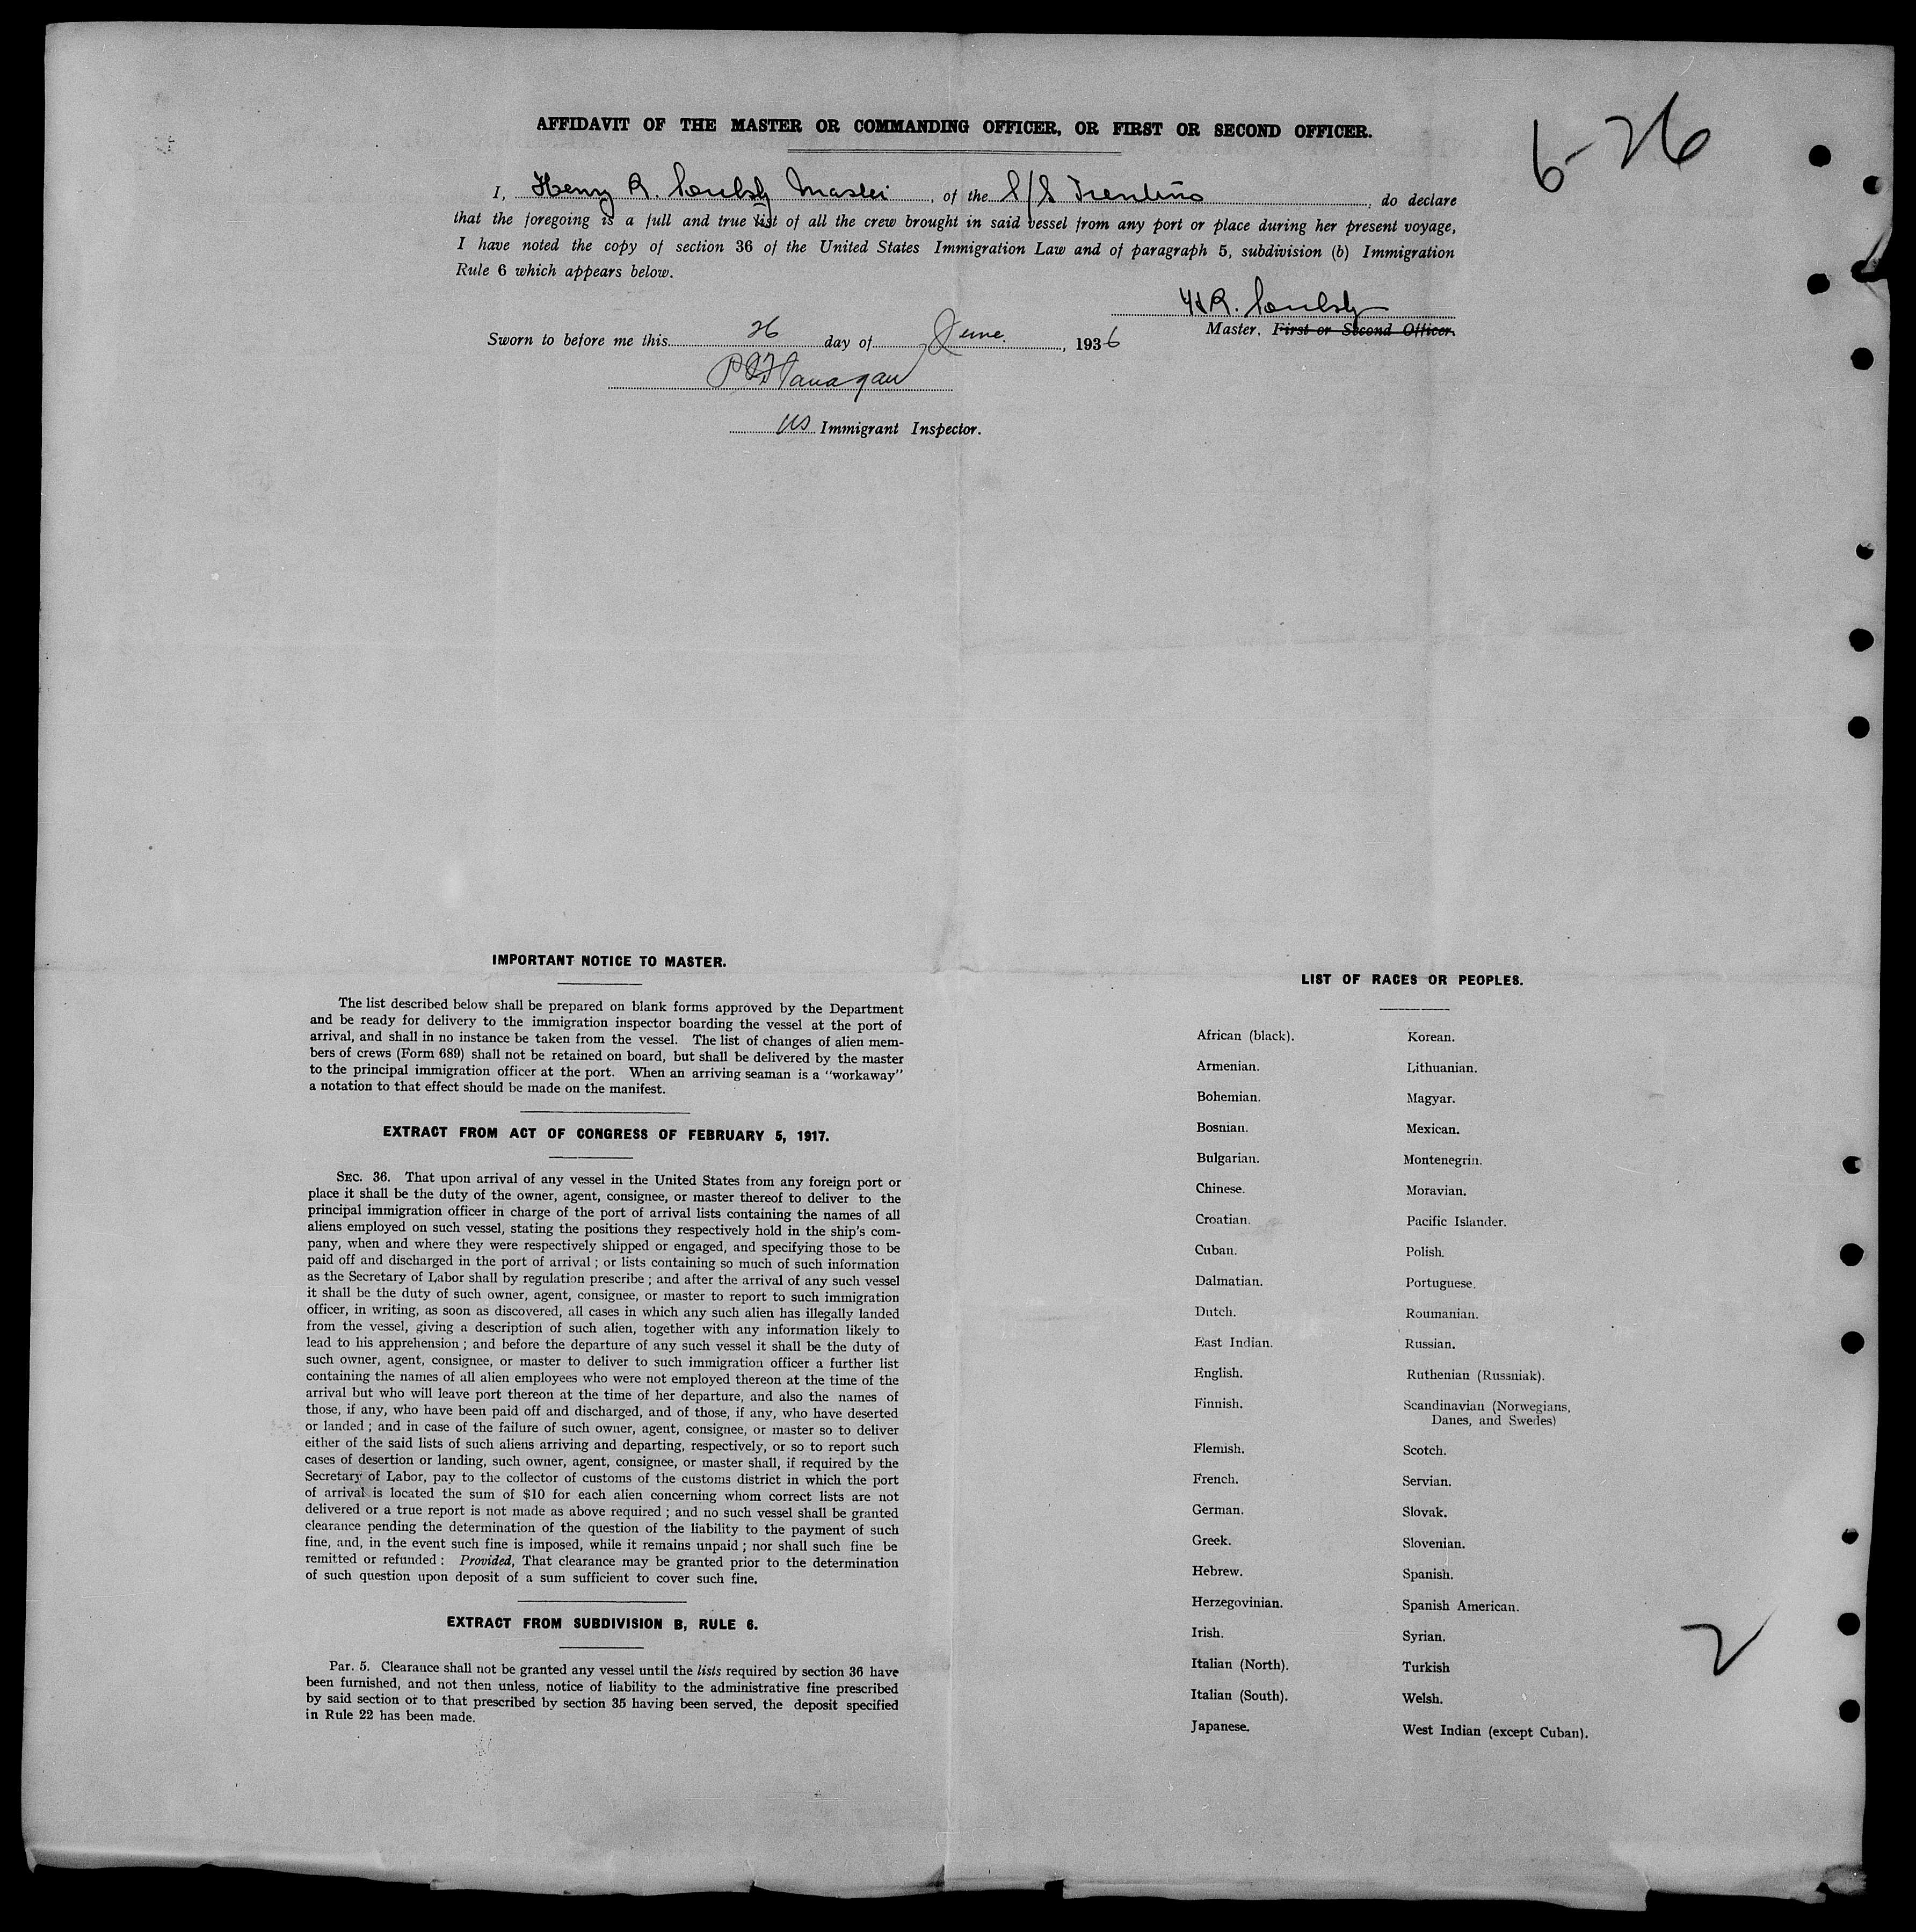 AFFIDAVIT OF THE MASTER OR COMMANDING OFFICER, OR FIRST OR SECOND OFFICER.
6-26
I, Henry R. Master, of the S/S Trentino, do declare
that the foregoing is a full and true list of all the crew brought in said vessel from any port or place during her present voyage,
I have noted the copy of section 36 of the United States Immigration Law and of paragraph 5, subdivision (b) Immigration
Rule 6 which appears below.
H R.
Master, First or Second Officer.
Sworn to before me this 26 day of June., 1936
Flanagan
US Immigrant Inspector.
IMPORTANT NOTICE TO MASTER.
The list described below shall be prepared on blank forms approved by the Department
and be ready for delivery to the immigration inspector boarding the vessel at the port of
arrival, and shall in no instance be taken from the vessel. The list of changes of alien mem-
bers of crews (Form 689) shall not be retained on board, but shall be delivered by the master
to the principal immigration officer at the port. When an arriving seaman is a "workaway"
a notation to that effect should be made on the manifest.
EXTRACT FROM ACT OF CONGRESS OF FEBRUARY 5, 1917.
SEC. 36. That upon arrival of any vessel in the United States from any foreign port or
place it shall be the duty of the owner, agent, consignee, or master thereof to deliver to the
principal immigration officer in charge of the port of arrival lists containing the names of all
aliens employed on such vessel, stating the positions they respectively hold in the ship's com-
pany, when and where they were respectively shipped or engaged, and specifying those to be
paid off and discharged in the port of arrival; or lists containing so much of such information
as the Secretary of Labor shall by regulation prescribe; and after the arrival of any such vessel
it shall be the duty of such owner, agent, consignee, or master to report to such immigration
officer, in writing, as soon as discovered, all cases in which any such alien has illegally landed
from the vessel, giving a description of such alien, together with any information likely to
lead to his apprehension; and before the departure of any such vessel it shall be the duty of
such owner, agent, consignee, or master to deliver to such immigration officer a further list
containing the names of all alien employees who were not employed thereon at the time of the
arrival but who will leave port thereon at the time of her departure, and also the names of
those, if any, who have been paid off and discharged, and of those, if any, who have deserted
or landed; and in case of the failure of such owner, agent, consignee, or master so to deliver
either of the said lists of such aliens arriving and departing, respectively, or so to report such
cases of desertion or landing, such owner, agent, consignee, or master shall, if required by the
Secretary of Labor, pay to the collector of customs of the customs district in which the port
of arrival is located the sum of $10 for each alien concerning whom correct lists are not
delivered or a true report is not made as above required; and no such vessel shall be granted
clearance pending the determination of the question of the liability to the payment of such
fine, and, in the event such fine is imposed, while it remains unpaid; nor shall such fine be
remitted or refunded: Provided, That clearance may be granted prior to the determination
of such question upon deposit of a sum sufficient to cover such fine.
EXTRACT FROM SUBDIVISION B, RULE 6.
Par. 5. Clearance shall not be granted any vessel until the lists required by section 36 have
been furnished, and not then unless, notice of liability to the administrative fine prescribed
by said section or to that prescribed by section 35 having been served, the deposit specified
in Rule 22 has been made.
LIST OF RACES OR PEOPLES.
African (black).
Armenian.
Bohemian.
Bosnian.
Bulgarian.
Chinese.
Croatian.
Cuban.
Dalmatian.
Dutch.
East Indian.
English.
Finnish.
Flemish.
French.
German.
Greek.
Hebrew.
Herzegovinian.
Irish.
Italian (North).
Italian (South).
Japanese.
Korean.
Lithuanian.
Magyar.
Mexican.
Montenegrin.
Moravian.
Pacific Islander.
Polish.
Portuguese.
Roumanian.
Russian.
Ruthenian (Russniak).
Scandinavian (Norwegians,
Danes, and Swedes)
Scotch.
Servian.
Slovak.
Slovenian.
Spanish.
Spanish American.
Syrian.
Turkish
Welsh.
West Indian (except Cuban).
2